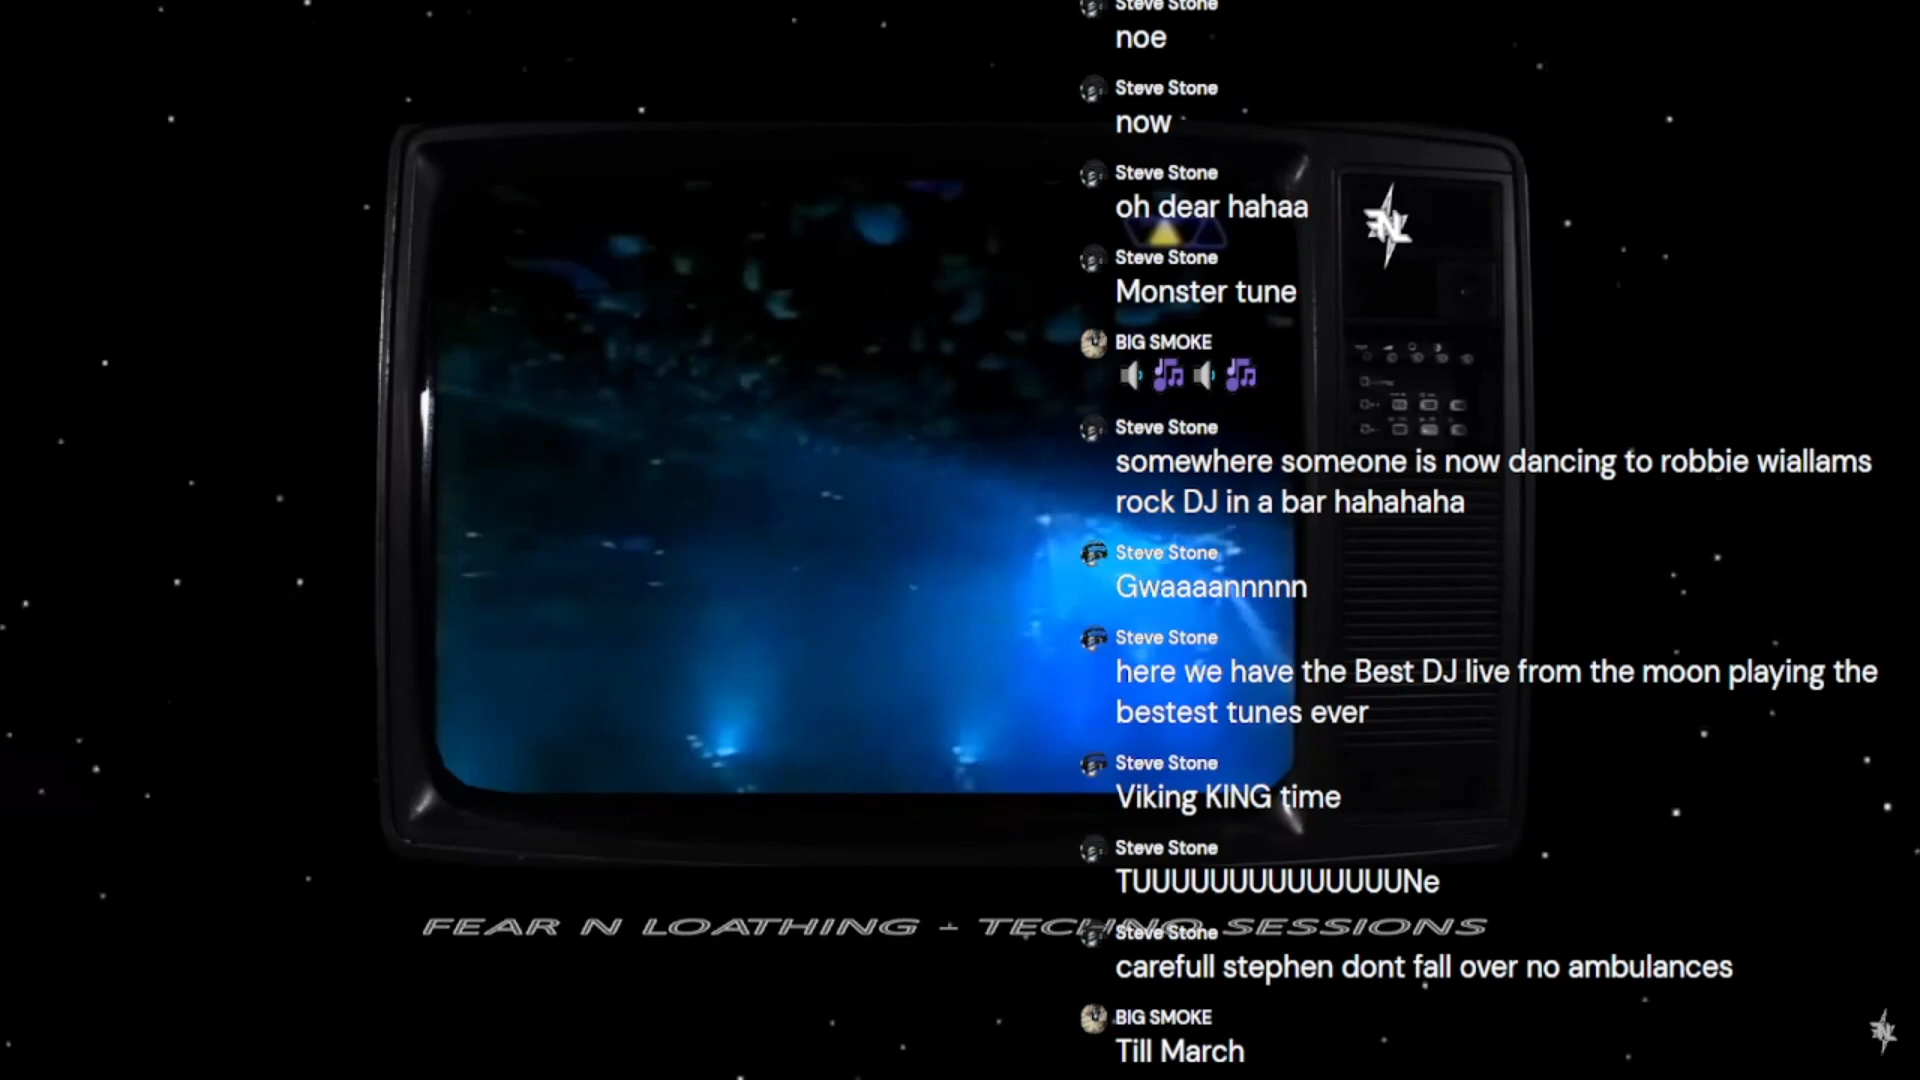 Steve Stone
noe
Steve Stone
now
Steve Stone
oh dear hahaa
Steve Stone
Monster tune
BIG SMOKE
🔈🎶🔈🎶
Steve Stone
somewhere someone is now dancing to robbie wiallams
rock DJ in a bar hahahaha
Steve Stone
Gwaaaannnnn
Steve Stone
here we have the Best DJ live from the moon playing the
bestest tunes ever
Steve Stone
Viking KING time
Steve Stone
TUUUUUUUUUUUUUUNe
FEAR N LOATHING - TECHNO SESSIONS
Steve Stone
carefull stephen dont fall over no ambulances
BIG SMOKE
Till March